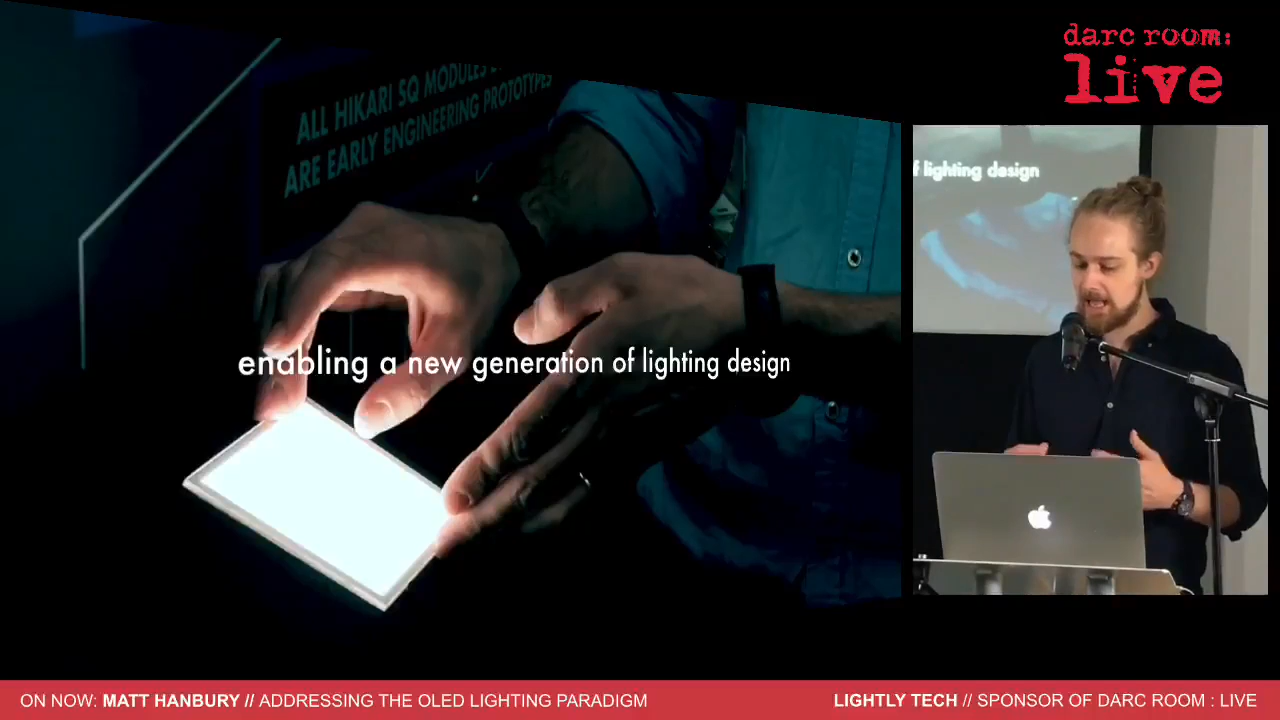 darc room:
live
ALL HIKARI SQ MODULES
ARE EARLY ENGINEERING PROTOTYPES
enabling a new generation of lighting design
f lighting design
ON NOW: MATT HANBURY // ADDRESSING THE OLED LIGHTING PARADIGM
LIGHTLY TECH // SPONSOR OF DARC ROOM : LIVE